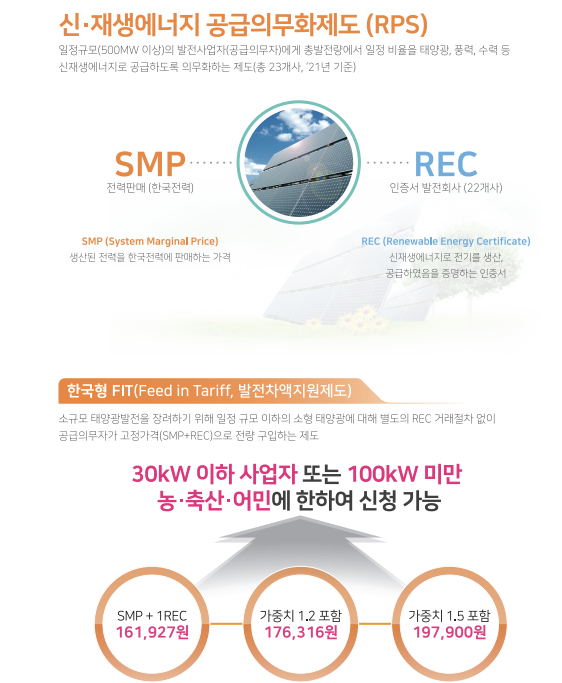 신·재생에너지 공급의무화제도 (RPS)
일정규모(500MW 이상)의 발전사업자(공급의무자)에게 총발전량에서 일정 비율을 태양광, 풍력, 수력 등
신재생에너지로 공급하도록 의무화하는 제도(총 23개사, '21년 기준)
SMP
전력판매 (한국전력)
REC
인증서 발전회사 (22개사)
SMP (System Marginal Price)
생산된 전력을 한국전력에 판매하는 가격
REC (Renewable Energy Certificate)
신재생에너지로 전기를 생산,
공급하였음을 증명하는 인증서
한국형 FIT(Feed in Tariff, 발전차액지원제도)
소규모 태양광발전을 장려하기 위해 일정 규모 이하의 소형 태양광에 대해 별도의 REC 거래절차 없이
공급의무자가 고정가격(SMP+REC)으로 전량 구입하는 제도
30kW 이하 사업자 또는 100kW 미만
농·축산·어민에 한하여 신청 가능
SMP + 1REC
161,927원
가중치 1.2 포함
176,316원
가중치 1.5 포함
197,900원